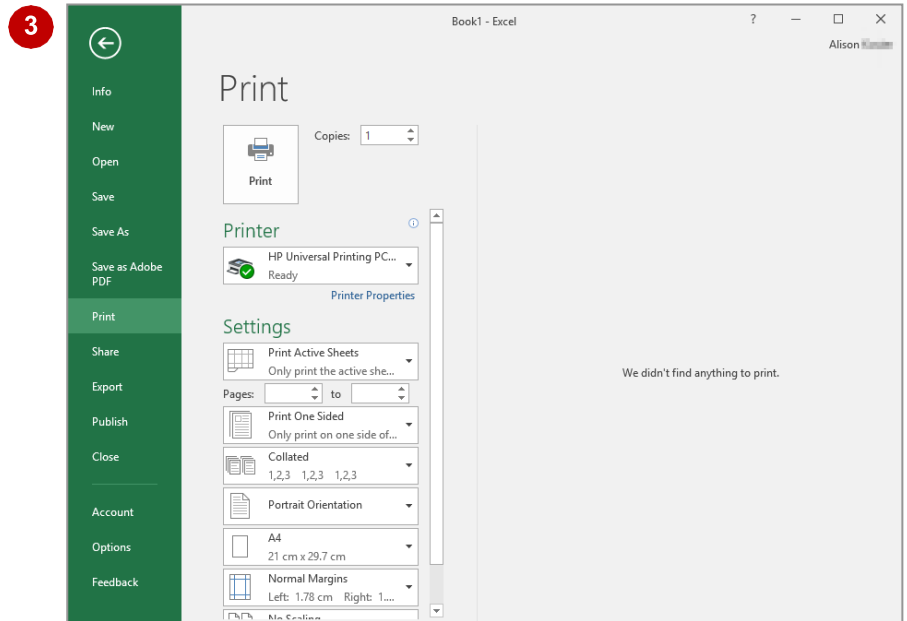 3
Book1 - Excel
?
Alison
Info
New
Open
Save
Save As
Save as Adobe
PDF
Print
Share
Export
Publish
Close
Account
Options
Feedback
Print
Copies: 1
Print
Printer
HP Universal Printing PC...
Ready
Printer Properties
Settings
Print Active Sheets
Only print the active she...
Pages: to
Print One Sided
Only print on one side of...
Collated
1,2,3 1,2,3 1,2,3
Portrait Orientation
A4
21 cm x 29.7 cm
Normal Margins
Left: 1.78 cm Right: 1....
No Scaling
We didn't find anything to print.